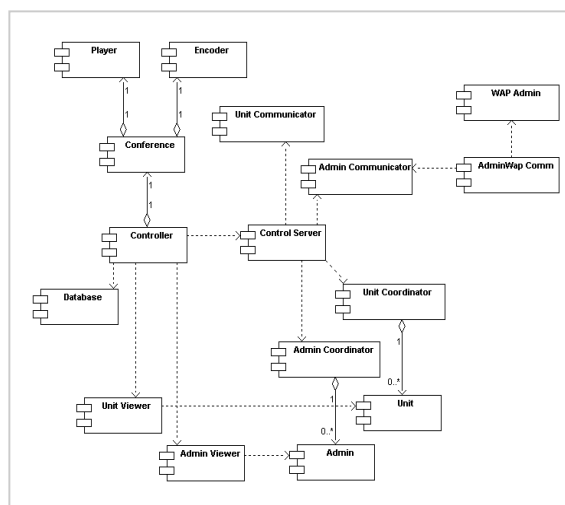 Player
Encoder
1
1
1
1
Conference
Unit Communicator
WAP Admin
Admin Communicator
AdminWap Comm
1
1
Controller
Control Server
Database
Unit Coordinator
1
Admin Coordinator
1
0..*
Unit Viewer
Unit
0..*
Admin Viewer
Admin